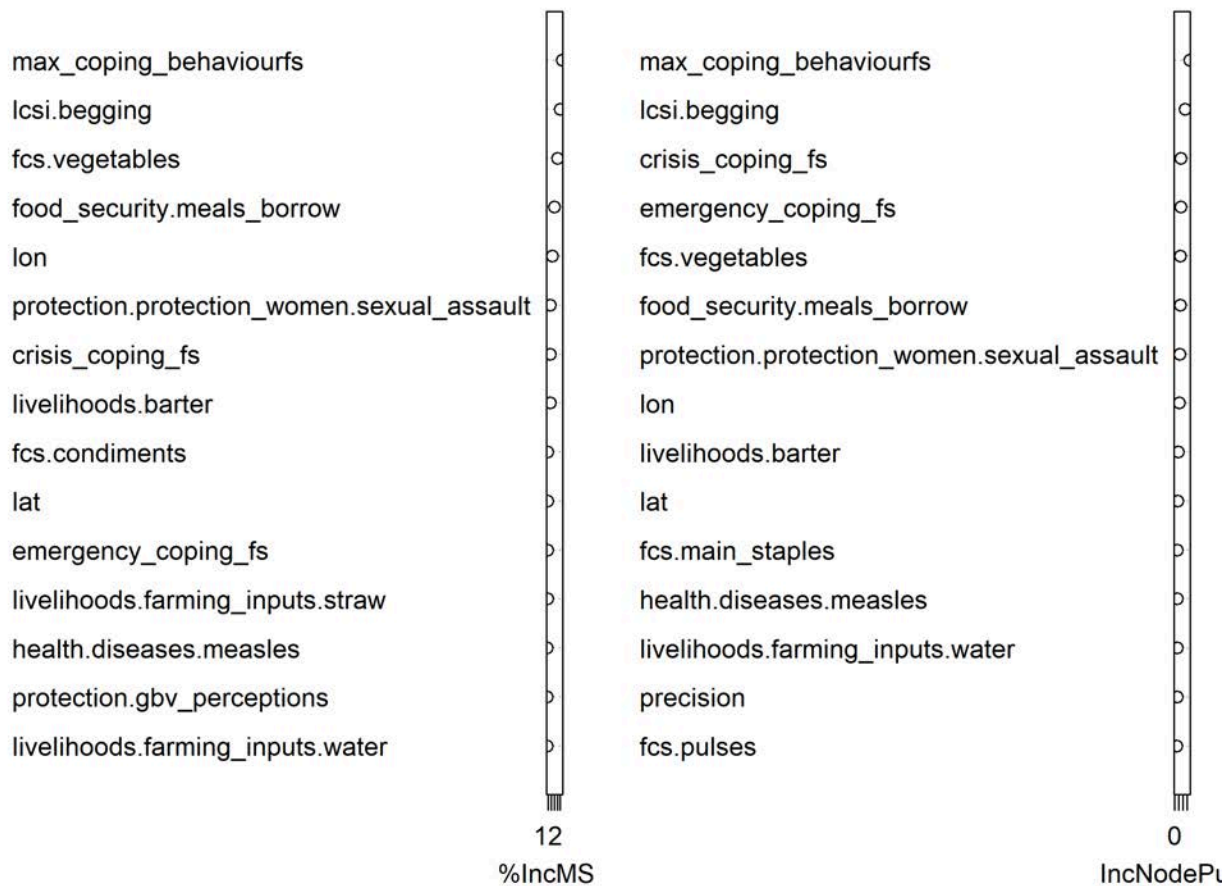 max_coping_behaviourfs
lcsi.begging
fcs.vegetables
food_security.meals_borrow
lon
protection.protection_women.sexual_assault
crisis_coping_fs
livelihoods.barter
fcs.condiments
lat
emergency_coping_fs
livelihoods.farming_inputs.straw
health.diseases.measles
protection.gbv_perceptions
livelihoods.farming_inputs.water
12
%IncMS
max_coping_behaviourfs
lcsi.begging
crisis_coping_fs
emergency_coping_fs
fcs.vegetables
food_security.meals_borrow
protection.protection_women.sexual_assault
lon
livelihoods.barter
lat
fcs.main_staples
health.diseases.measles
livelihoods.farming_inputs.water
precision
fcs.pulses
0
IncNodePu